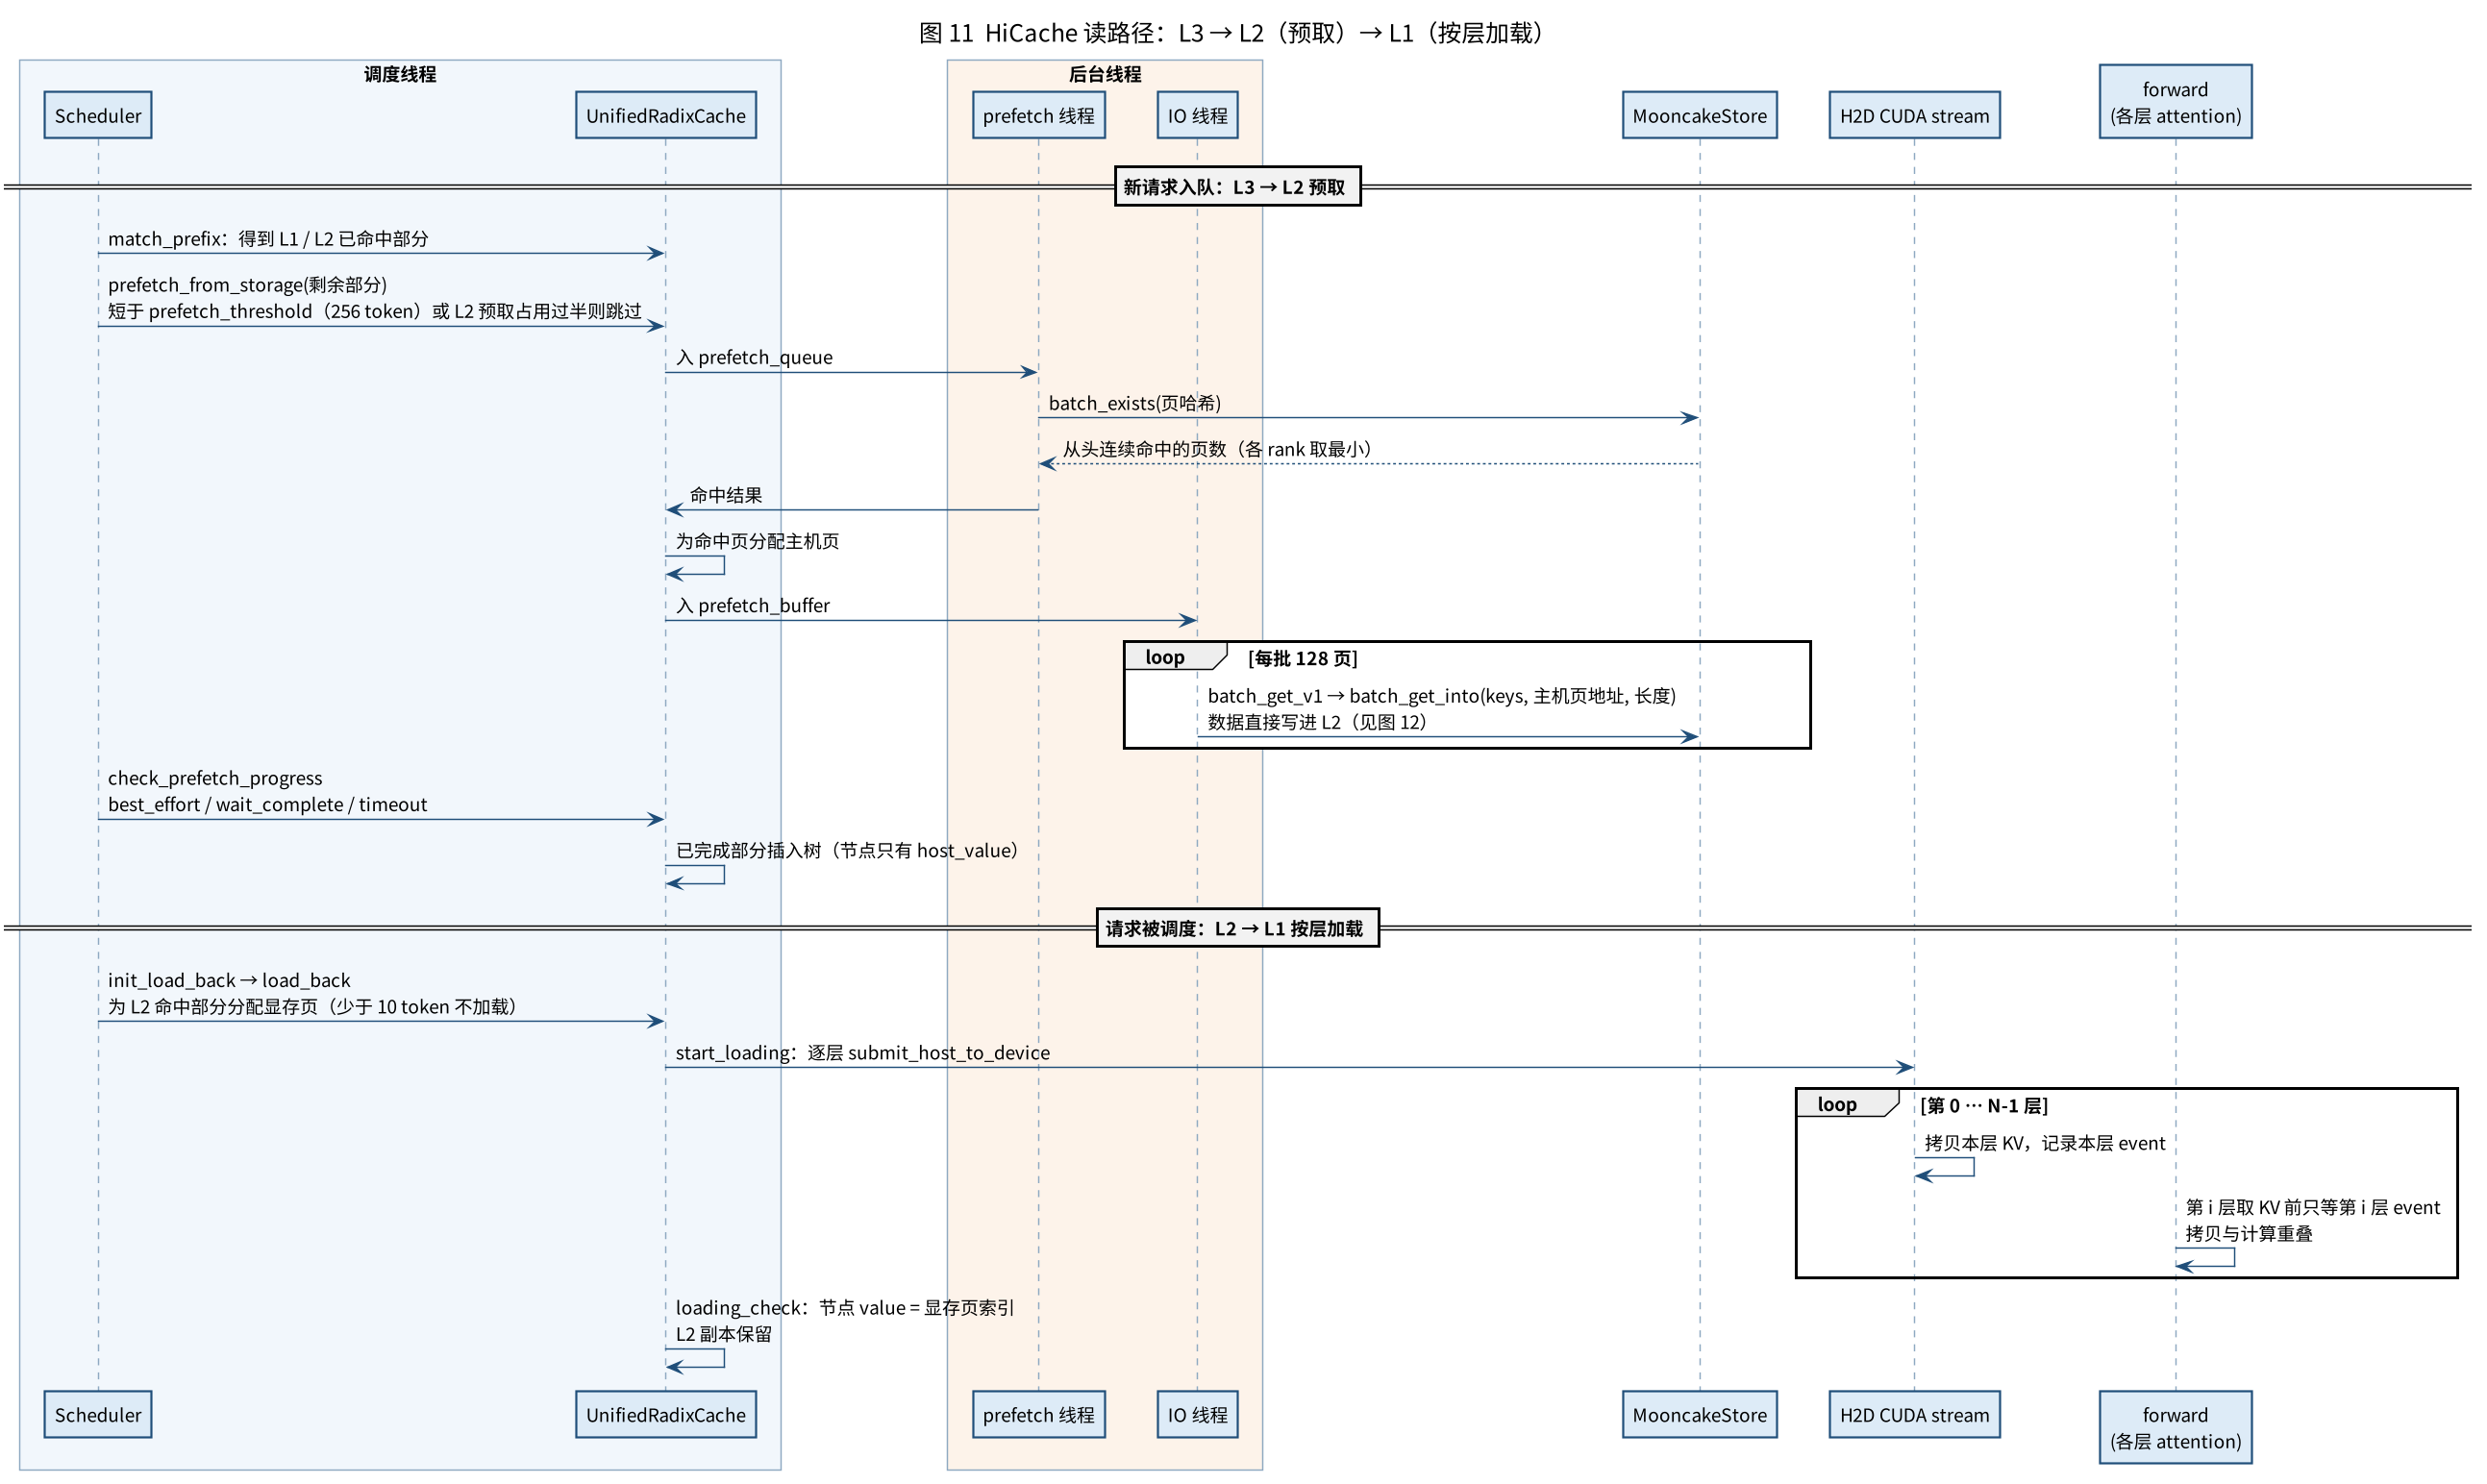 图 11 HiCache 读路径：L3 → L2（预取）→ L1（按层加载）
调度线程
后台线程
Scheduler
UnifiedRadixCache
prefetch 线程
IO 线程
MooncakeStore
H2D CUDA stream
forward
(各层 attention)
新请求入队：L3 → L2 预取
match_prefix：得到 L1 / L2 已命中部分
prefetch_from_storage(剩余部分)
短于 prefetch_threshold（256 token）或 L2 预取占用过半则跳过
入 prefetch_queue
batch_exists(页哈希)
从头连续命中的页数（各 rank 取最小）
命中结果
为命中页分配主机页
入 prefetch_buffer
loop
[每批 128 页]
batch_get_v1 → batch_get_into(keys, 主机页地址, 长度)
数据直接写进 L2（见图 12）
check_prefetch_progress
best_effort / wait_complete / timeout
已完成部分插入树（节点只有 host_value）
请求被调度：L2 → L1 按层加载
init_load_back → load_back
为 L2 命中部分分配显存页（少于 10 token 不加载）
start_loading：逐层 submit_host_to_device
loop
[第 0 ⋯ N-1 层]
拷贝本层 KV，记录本层 event
第 i 层取 KV 前只等第 i 层 event
拷贝与计算重叠
loading_check：节点 value = 显存页索引
L2 副本保留
Scheduler
UnifiedRadixCache
prefetch 线程
IO 线程
MooncakeStore
H2D CUDA stream
forward
(各层 attention)